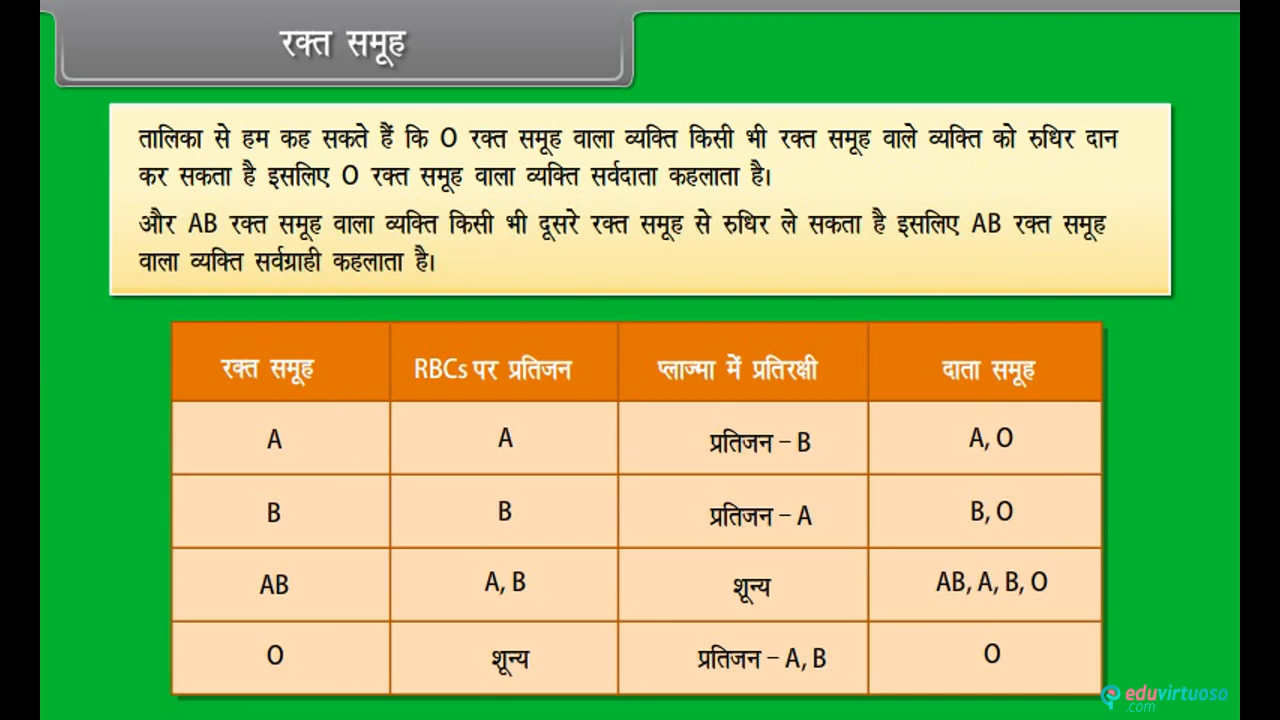 रक्त समूह
तालिका से हम कह सकते हैं कि O रक्त समूह वाला व्यक्ति किसी भी रक्त समूह वाले व्यक्ति को रुधिर दान
कर सकता है इसलिए O रक्त समूह वाला व्यक्ति सर्वदाता कहलाता है।
और AB रक्त समूह वाला व्यक्ति किसी भी दूसरे रक्त समूह से रुधिर ले सकता है इसलिए AB रक्त समूह
वाला व्यक्ति सर्वग्राही कहलाता है।
रक्त समूह RBCs पर प्रतिजन प्लाज्मा में प्रतिरक्षी दाता समूह
A A प्रतिजन – B A, O
B B प्रतिजन – A B, O
AB A, B शून्य AB, A, B, O
O शून्य प्रतिजन – A, B O
eduvirtuoso
.com